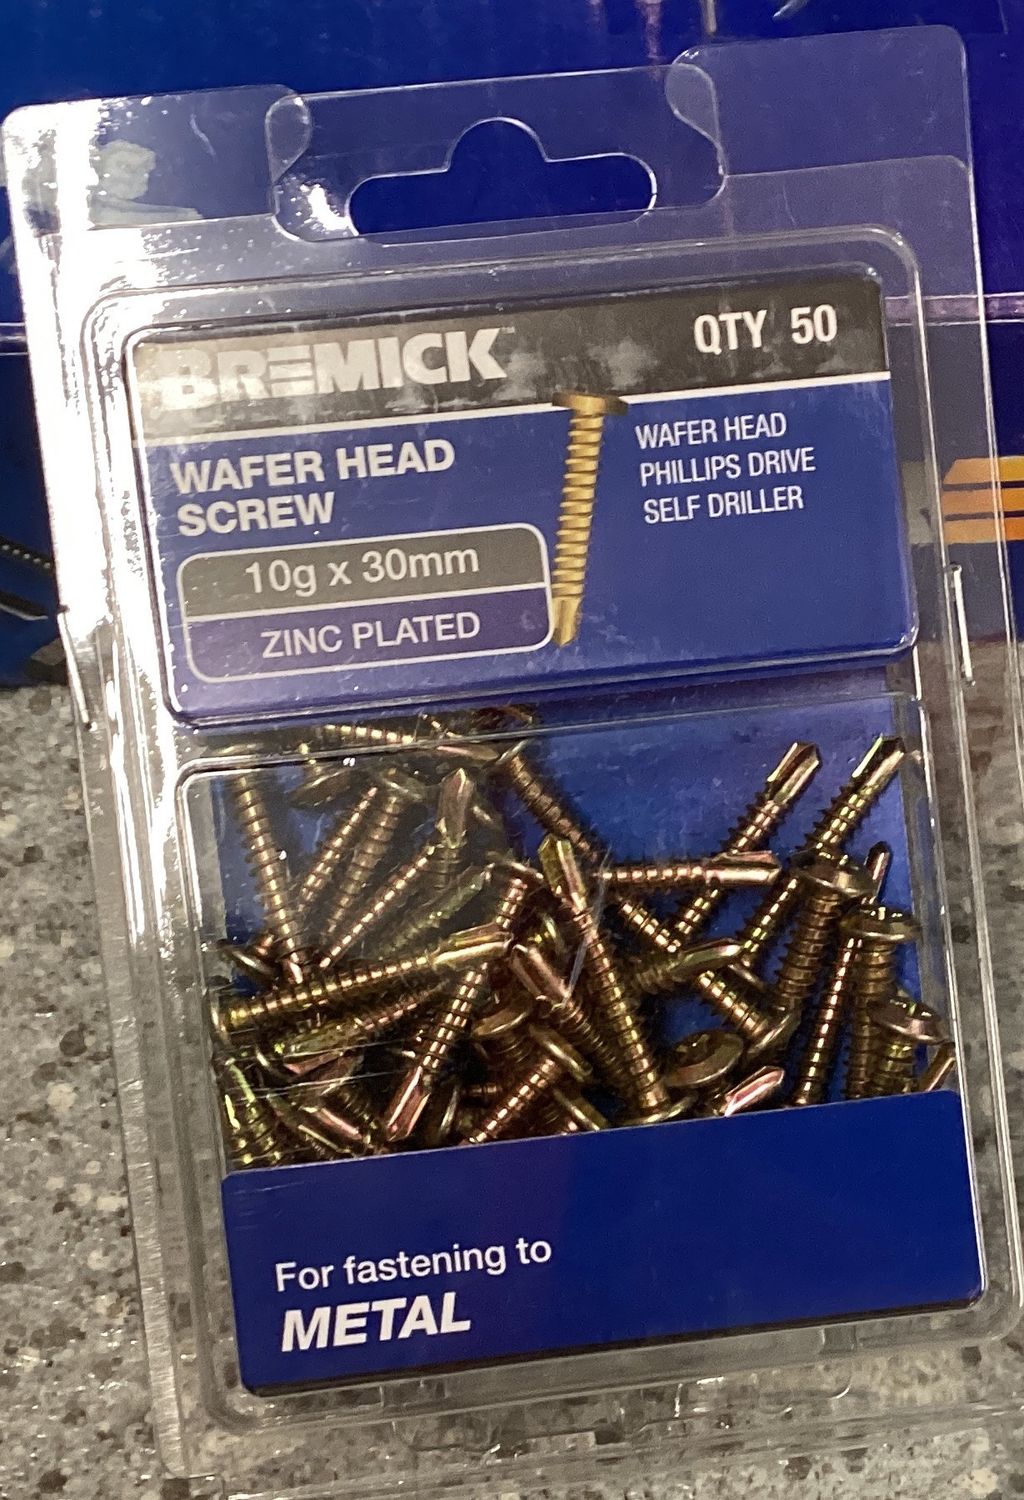 BREMICK™
QTY 50
WAFER HEAD
SCREW
10g x 30mm
ZINC PLATED
WAFER HEAD
PHILLIPS DRIVE
SELF DRILLER
For fastening to
METAL